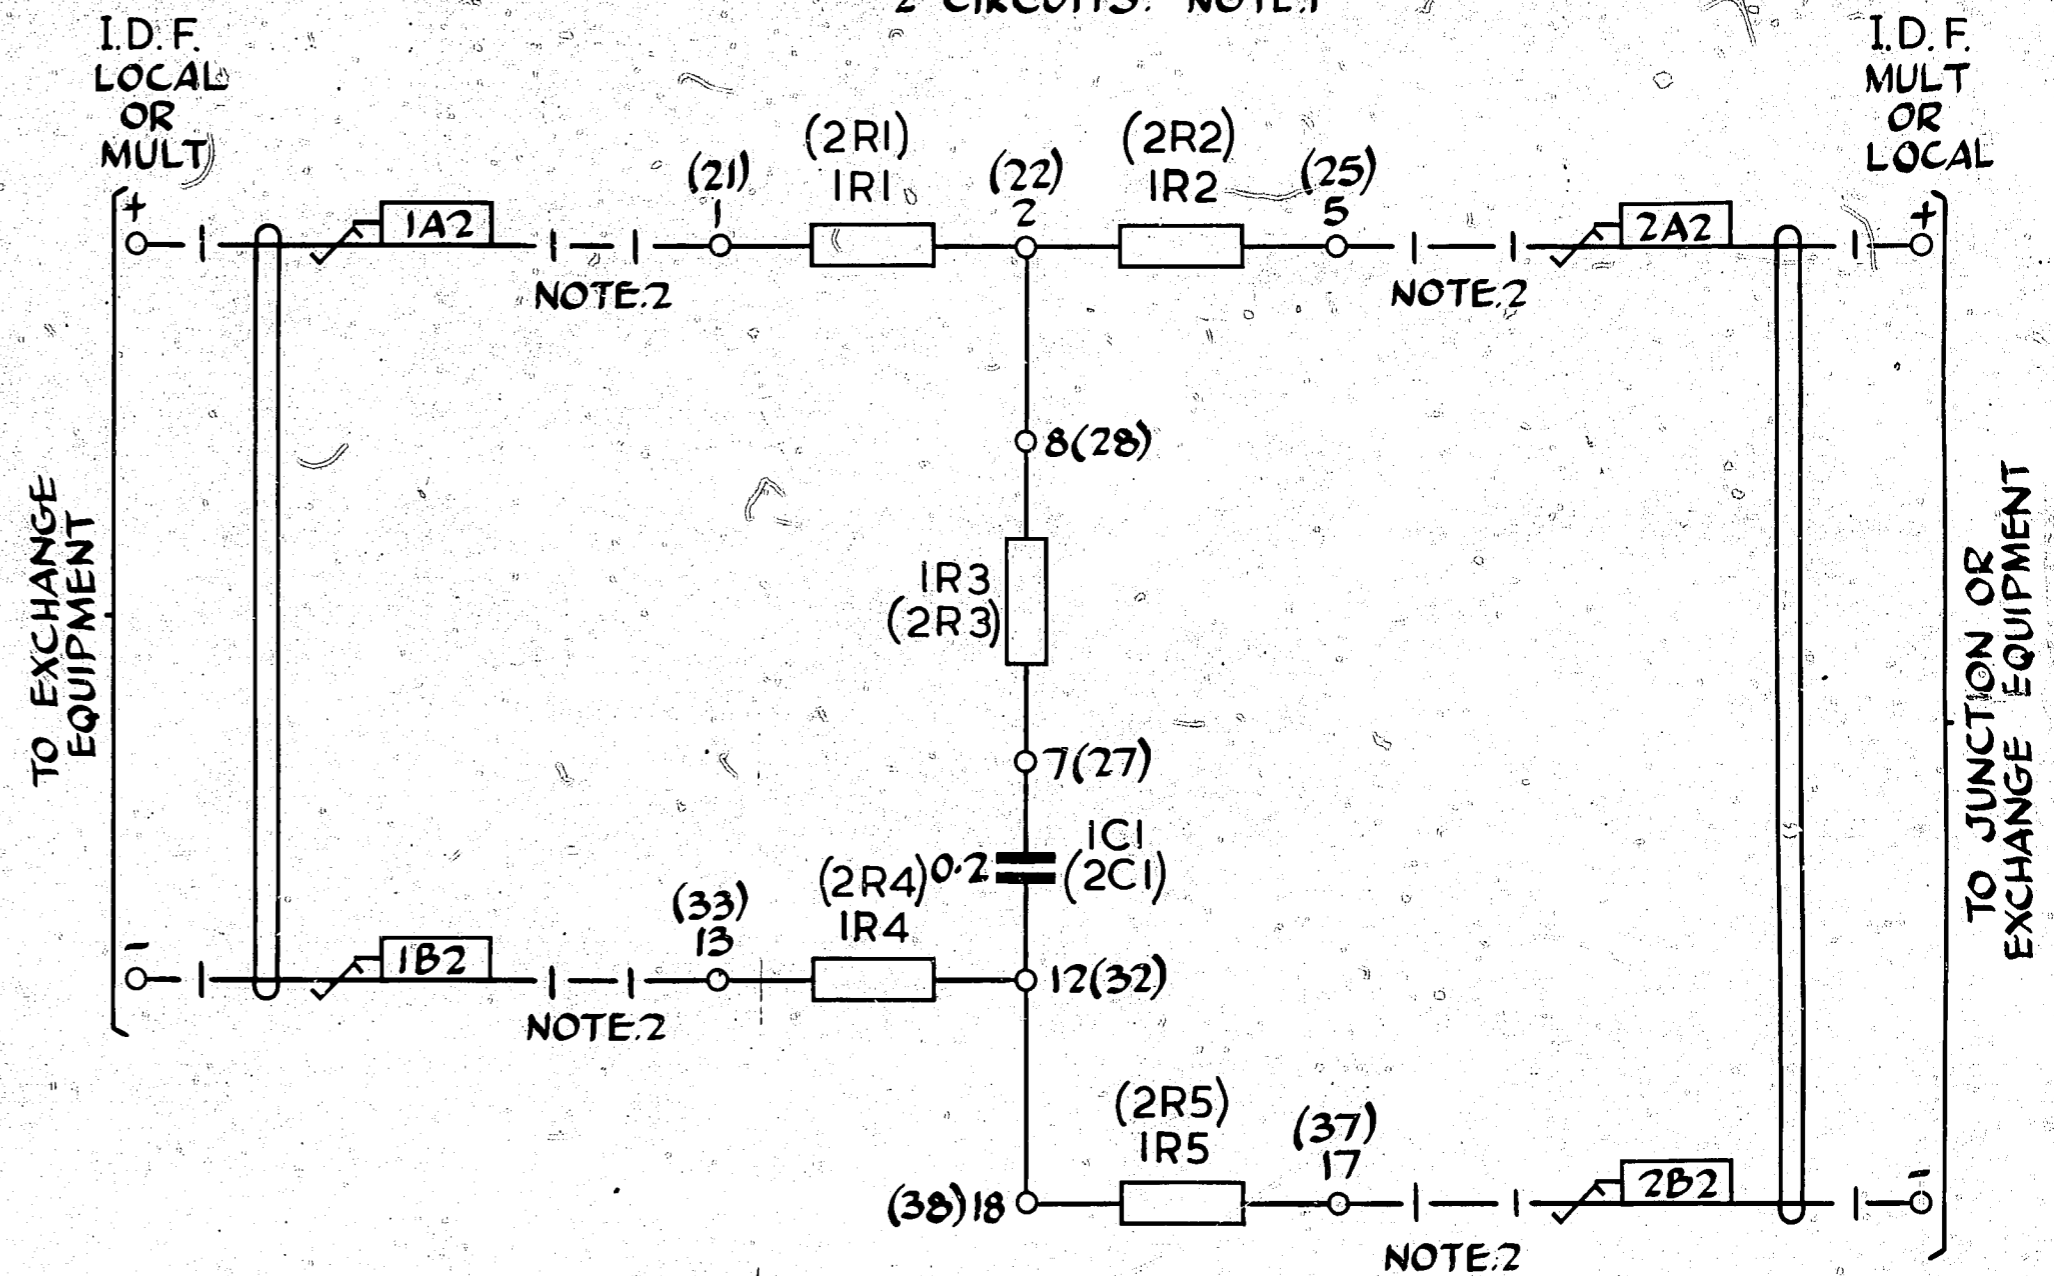 2 CIRCUITS. NOTE.1
I.D.F.
LOCAL
OR
MULT
I.D.F.
MULT
OR
LOCAL
+
1A2
NOTE.2
(21)
1
(2R1)
1R1
(22)
2
(2R2)
1R2
(25)
5
NOTE.2
2A2
+
8(28)
1R3
(2R3)
7(27)
0.2
1C1
(2C1)
TO EXCHANGE
EQUIPMENT
TO JUNCTION OR
EXCHANGE EQUIPMENT
-
1B2
NOTE.2
(33)
13
(2R4)
1R4
12(32)
(38)18
(2R5)
1R5
(37)
17
NOTE.2
2B2
-